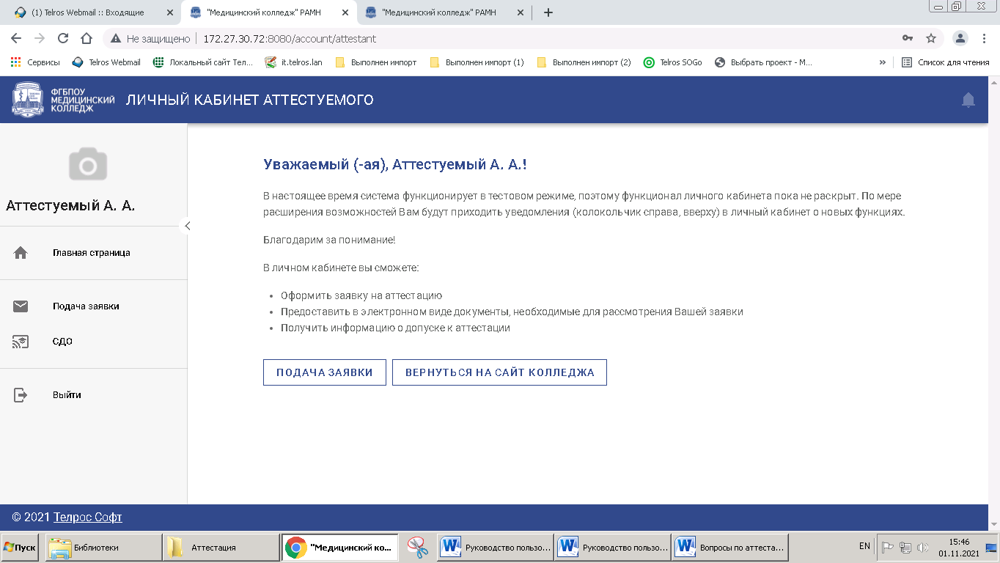 (1) Telros Webmail :: Входящие
"Медицинский колледж" РАМН
"Медицинский колледж" РАМН
Не защищено
172.27.30.72:8080/account/attestant
Сервисы
Telros Webmail
Локальный сайт Тел...
it.telros.lan
Выполнен импорт
Выполнен импорт (1)
Выполнен импорт (2)
Telros SOGo
Выбрать проект - M...
»
Список для чтения
ФГБПОУ
МЕДИЦИНСКИЙ
КОЛЛЕДЖ
ЛИЧНЫЙ КАБИНЕТ АТТЕСТУЕМОГО
Аттестуемый А. А.
Главная страница
Подача заявки
СДО
Выйти
Уважаемый (-ая), Аттестуемый А. А.!
В настоящее время система функционирует в тестовом режиме, поэтому функционал личного кабинета пока не раскрыт. По мере
расширения возможностей Вам будут приходить уведомления (колокольчик справа, вверху) в личный кабинет о новых функциях.
Благодарим за понимание!
В личном кабинете вы сможете:
• Оформить заявку на аттестацию
• Предоставить в электронном виде документы, необходимые для рассмотрения Вашей заявки
• Получить информацию о допуске к аттестации
ПОДАЧА ЗАЯВКИ
ВЕРНУТЬСЯ НА САЙТ КОЛЛЕДЖА
© 2021 Телрос Софт
Пуск
Библиотеки
Аттестация
"Медицинский ко...
Руководство пользо...
Руководство пользо...
Вопросы по аттеста...
EN
15:46
01.11.2021